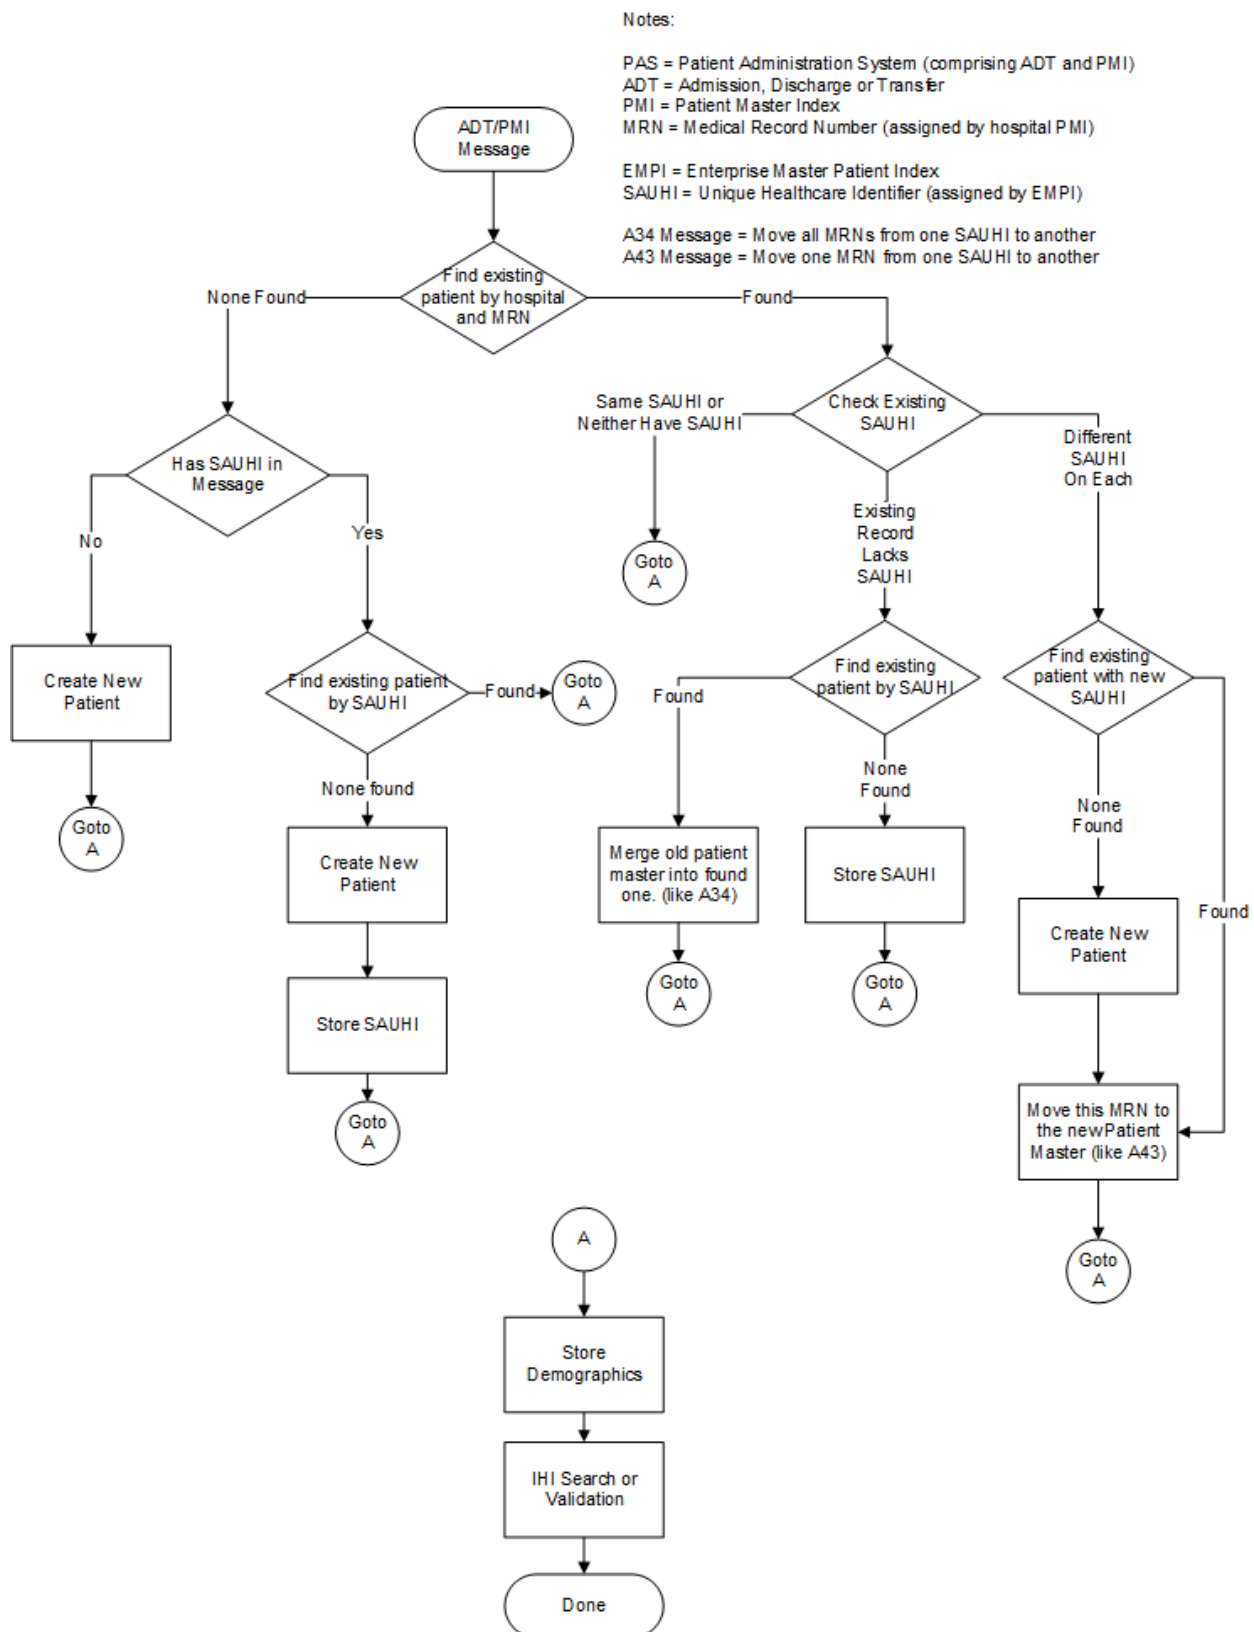 Notes:
PAS = Patient Administration System (comprising ADT and PMI)
ADT = Admission, Discharge or Transfer
PMI = Patient Master Index
MRN = Medical Record Number (assigned by hospital PMI)
EMPI = Enterprise Master Patient Index
SAUHI = Unique Healthcare Identifier (assigned by EMPI)
A34 Message = Move all MRNs from one SAUHI to another
A43 Message = Move one MRN from one SAUHI to another
ADT/PMI
Message
Find existing
patient by hospital
and MRN
None Found
Found
Has SAUHI in
Message
No
Yes
Create New
Patient
Goto
A
Find existing patient
by SAUHI
Found
Goto
A
None found
Create New
Patient
Store SAUHI
Goto
A
Check Existing
SAUHI
Same SAUHI or
Neither Have SAUHI
Goto
A
Existing
Record
Lacks
SAUHI
Different
SAUHI
On Each
Find existing
patient by SAUHI
Found
None
Found
Merge old patient
master into found
one. (like A34)
Goto
A
Store SAUHI
Goto
A
Find existing
patient with new
SAUHI
None
Found
Found
Create New
Patient
Move this MRN to
the new Patient
Master (like A43)
Goto
A
A
Store
Demographics
IHI Search or
Validation
Done